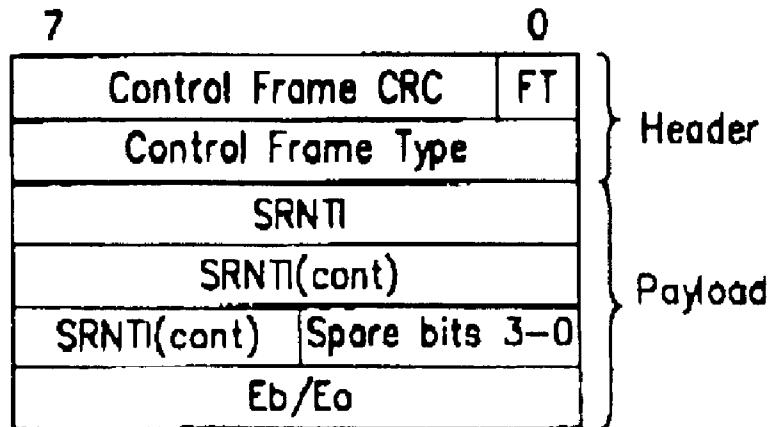 7 0
Control Frame CRC FT
Header
Control Frame Type
SRNTI
SRNTI(cont)
Payload
SRNTI(cont) Spare bits 3-0
Eb/Eo